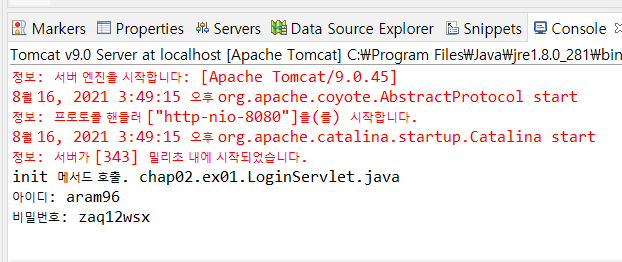 Markers Properties Servers Data Source Explorer Snippets Console
Tomcat v9.0 Server at localhost [Apache Tomcat] C:₩Program Files₩Java₩jre1.8.0_281₩bin
정보: 서버 엔진을 시작합니다: [Apache Tomcat/9.0.45]
8월 16, 2021 3:49:15 오후 org.apache.coyote.AbstractProtocol start
정보: 프로토콜 핸들러 ["http-nio-8080"]을(를) 시작합니다.
8월 16, 2021 3:49:15 오후 org.apache.catalina.startup.Catalina start
정보: 서버가 [343] 밀리초 내에 시작되었습니다.
init 메서드 호출. chap02.ex01.LoginServlet.java
아이디: aram96
비밀번호: zaq12wsx